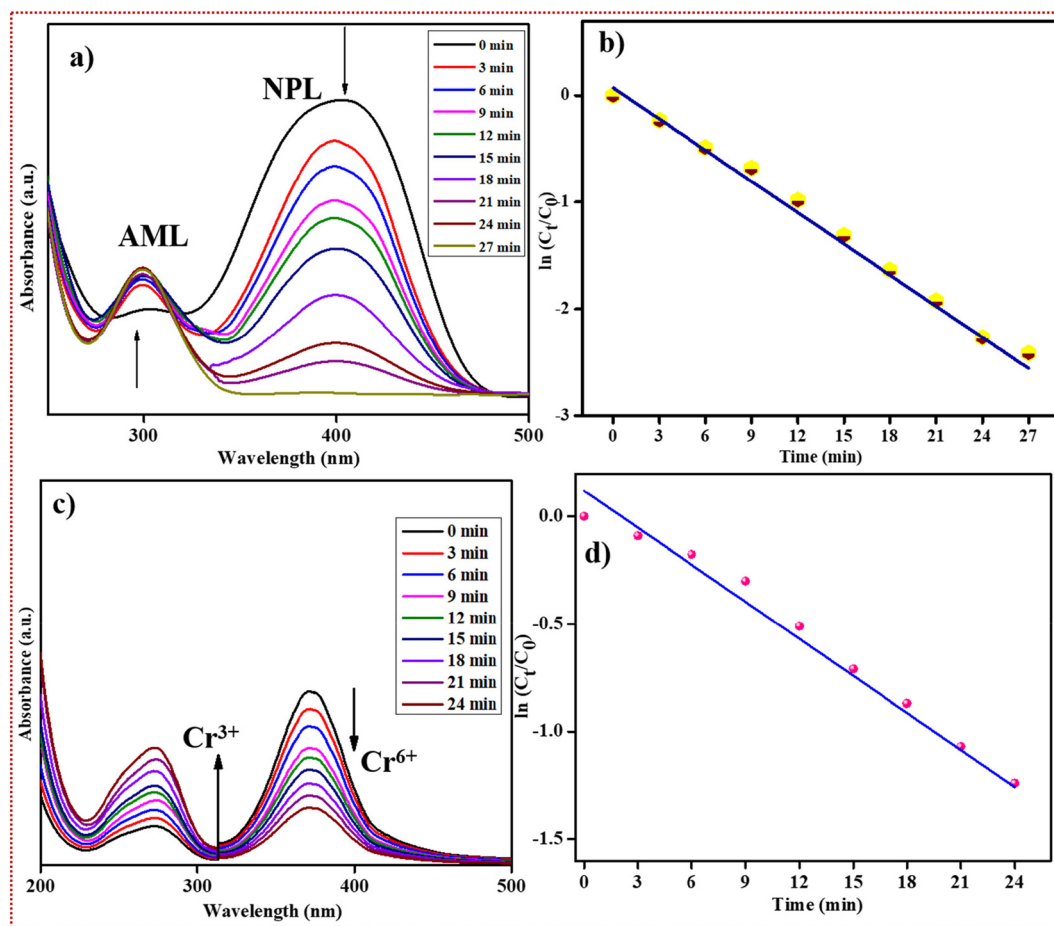 a)
NPL
AML
0 min
3 min
6 min
9 min
12 min
15 min
18 min
21 min
24 min
27 min
Absorbance (a.u.)
300
400
500
Wavelength (nm)
b)
ln (Cₜ/C₀)
0
-1
-2
-3
0 3 6 9 12 15 18 21 24 27
Time (min)
c)
0 min
3 min
6 min
9 min
12 min
15 min
18 min
21 min
24 min
Cr³⁺
Cr⁶⁺
Absorbance (a.u.)
200
300
400
500
Wavelength (nm)
d)
ln (Cₜ/C₀)
0.0
-0.5
-1.0
-1.5
0 3 6 9 12 15 18 21 24
Time (min)